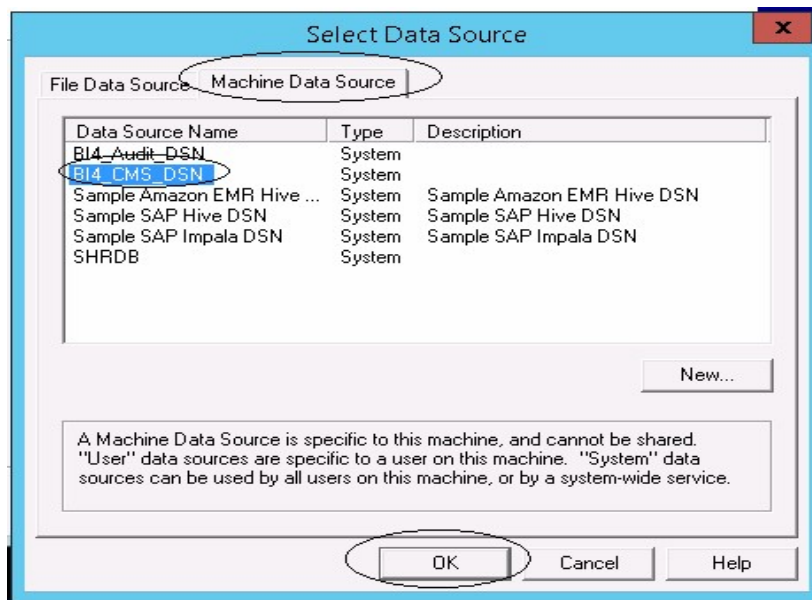 Select Data Source
x
File Data Source Machine Data Source
Data Source Name Type Description
BI4_Audit_DSN System
BI4_CMS_DSN System
Sample Amazon EMR Hive ... System Sample Amazon EMR Hive DSN
Sample SAP Hive DSN System Sample SAP Hive DSN
Sample SAP Impala DSN System Sample SAP Impala DSN
SHRDB System
New...
A Machine Data Source is specific to this machine, and cannot be shared.
"User" data sources are specific to a user on this machine. "System" data
sources can be used by all users on this machine, or by a system-wide service.
OK Cancel Help